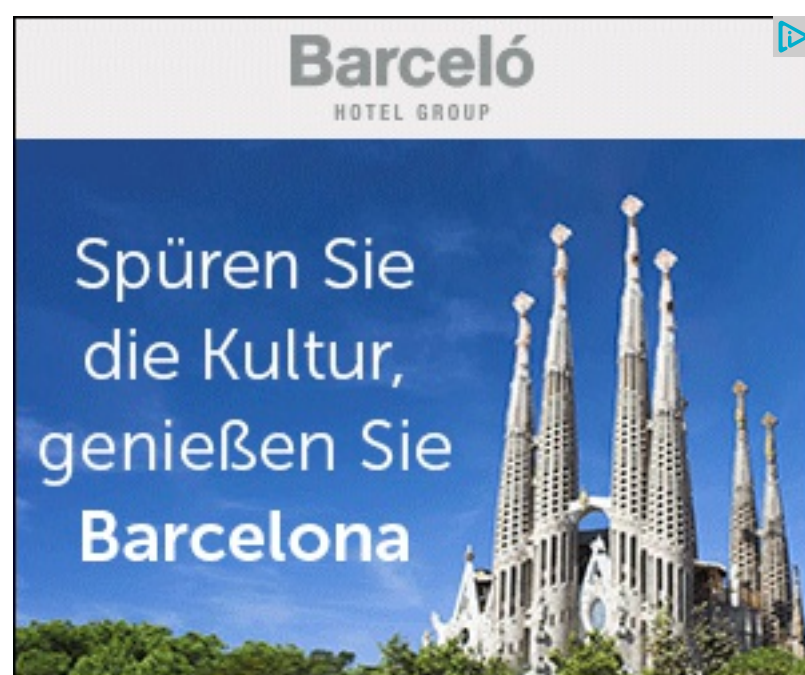 Barceló
HOTEL GROUP
Spüren Sie
die Kultur,
genießen Sie
Barcelona